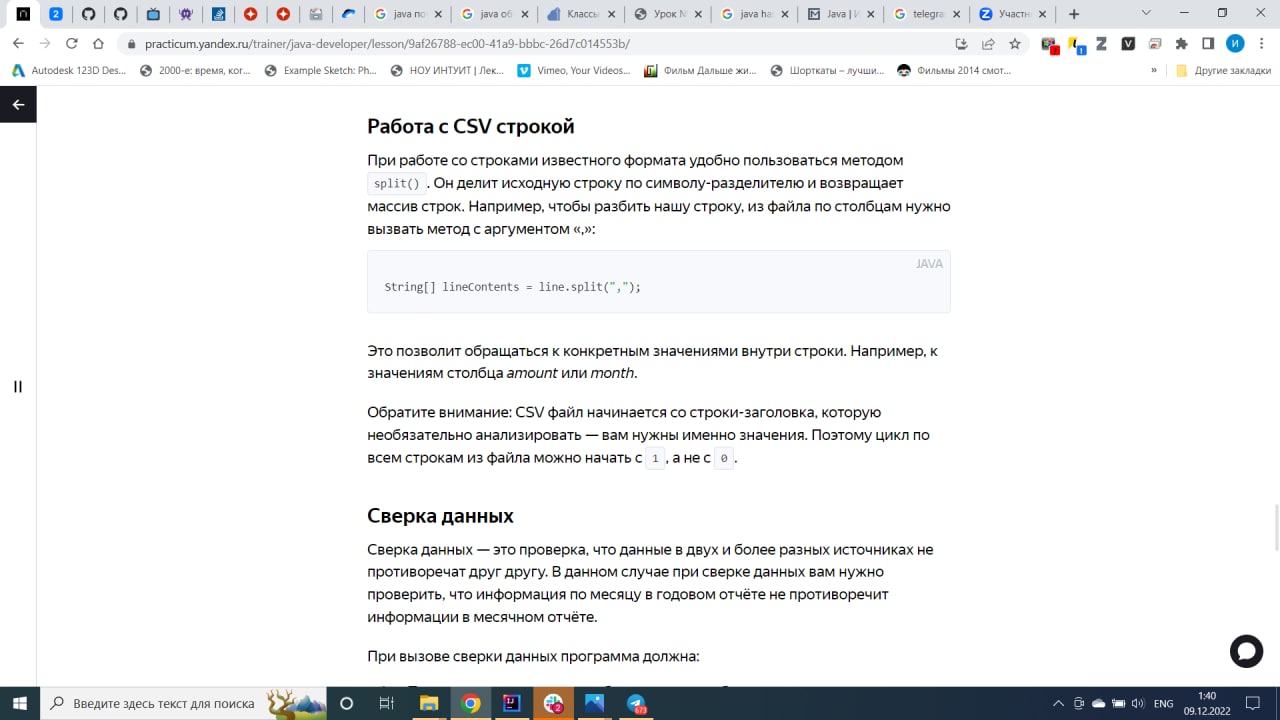 java по
java об
Классы
Урок N
java ha
Java | И
telegra
Участн
practicum.yandex.ru/trainer/java-developer/lesson/9af26786-ec00-41a9-bbbc-26d7c014553b/
Autodesk 123D Des...
2000-е: время, ког...
Example Sketch: Ph...
НОУ ИНТУИТ | Лек...
Vimeo, Your Videos...
Фильм Дальше жи...
Шорткаты – лучши...
Фильмы 2014 смот...
»
Другие закладки
Работа с CSV строкой
При работе со строками известного формата удобно пользоваться методом
split(). Он делит исходную строку по символу-разделителю и возвращает
массив строк. Например, чтобы разбить нашу строку, из файла по столбцам нужно
вызвать метод с аргументом «,»:
JAVA
String[] lineContents = line.split(",");
Это позволит обращаться к конкретным значениями внутри строки. Например, к
значениям столбца amount или month.
Обратите внимание: CSV файл начинается со строки-заголовка, которую
необязательно анализировать — вам нужны именно значения. Поэтому цикл по
всем строкам из файла можно начать с 1, а не с 0.
Сверка данных
Сверка данных — это проверка, что данные в двух и более разных источниках не
противоречат друг другу. В данном случае при сверке данных вам нужно
проверить, что информация по месяцу в годовом отчёте не противоречит
информации в месячном отчёте.
При вызове сверки данных программа должна:
Введите здесь текст для поиска
ENG
1:40
09.12.2022